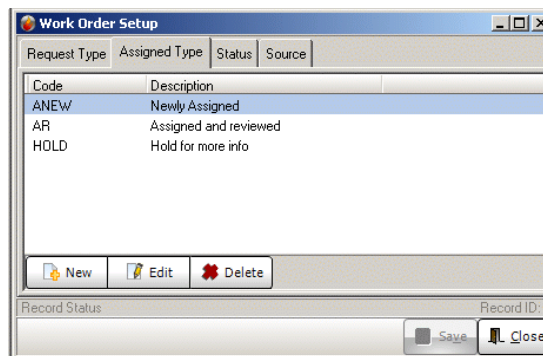 Work Order Setup
Request Type Assigned Type Status Source
Code Description
ANEW Newly Assigned
AR Assigned and reviewed
HOLD Hold for more info
New Edit Delete
Record Status Record ID:
Save Close